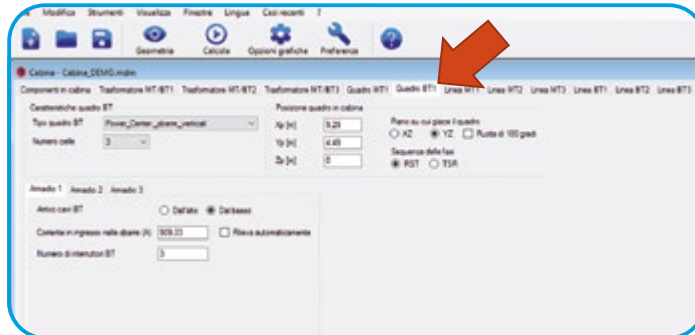 Modifica Strumenti Visualizza Finestre Lingua Casi recenti ?
Geometria Calcola Opzioni grafiche Preferenze
Cabina - Cabina_DEMO.mdm
Componenti in cabina Trasformatore MT/BT1 Trasformatore MT/BT2 Trasformatore MT/BT3 Quadro MT1 Quadro BT1 Linea MT1 Linea MT2 Linea MT3 Linea BT1 Linea BT2 Linea BT3
Caratteristiche quadro BT
Tipo quadro BT Power_Center_sbarre_verticali
Numero celle 3
Posizione quadro in cabina
Xp [m] 9.29
Yp [m] 4.49
Zp [m] 0
Piano su cui giace il quadro
XZ YZ Ruota di 180 gradi
Sequenza delle fasi
RST TSR
Armadio 1 Armadio 2 Armadio 3
Arrivo cavi BT Dall'alto Dal basso
Corrente in ingresso nelle sbarre (A) 909.33 Rileva automaticamente
Numero di interruttori BT 3